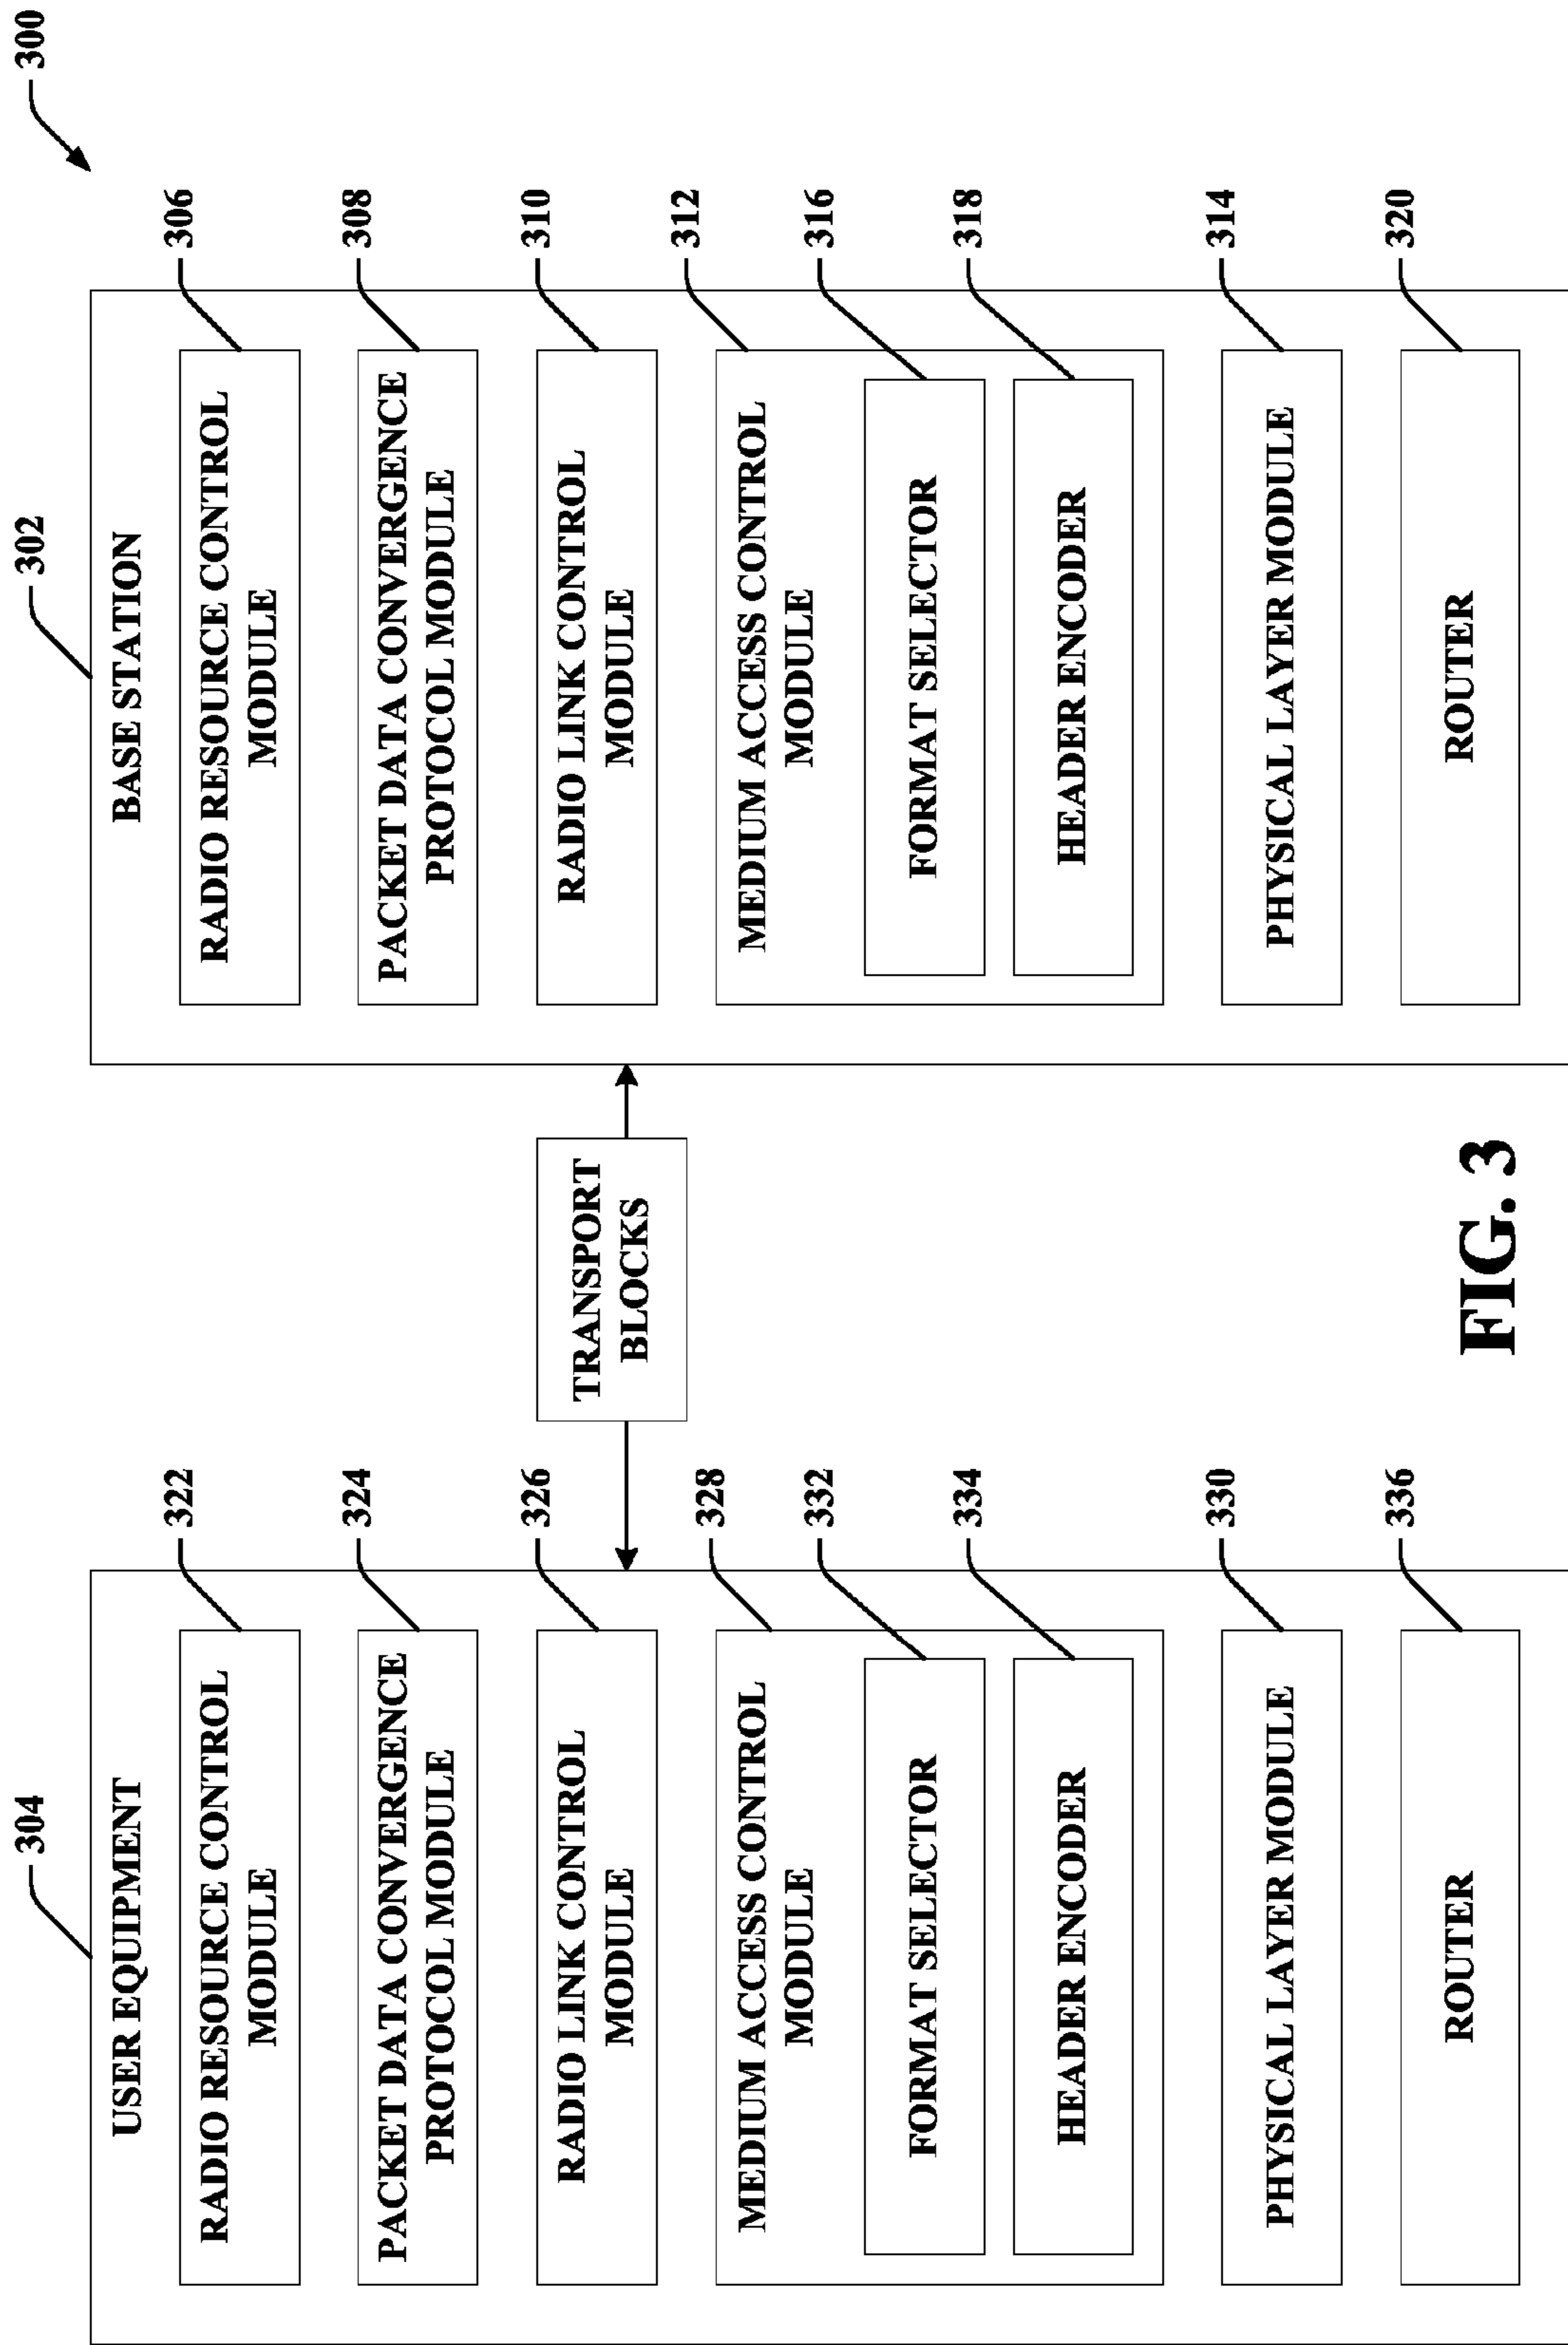 300
304
USER EQUIPMENT
322
RADIO RESOURCE CONTROL
MODULE
324
PACKET DATA CONVERGENCE
PROTOCOL MODULE
326
RADIO LINK CONTROL
MODULE
328
MEDIUM ACCESS CONTROL
MODULE
332
FORMAT SELECTOR
334
HEADER ENCODER
330
PHYSICAL LAYER MODULE
336
ROUTER
TRANSPORT
BLOCKS
302
BASE STATION
306
RADIO RESOURCE CONTROL
MODULE
308
PACKET DATA CONVERGENCE
PROTOCOL MODULE
310
RADIO LINK CONTROL
MODULE
312
MEDIUM ACCESS CONTROL
MODULE
316
FORMAT SELECTOR
318
HEADER ENCODER
314
PHYSICAL LAYER MODULE
320
ROUTER
FIG. 3